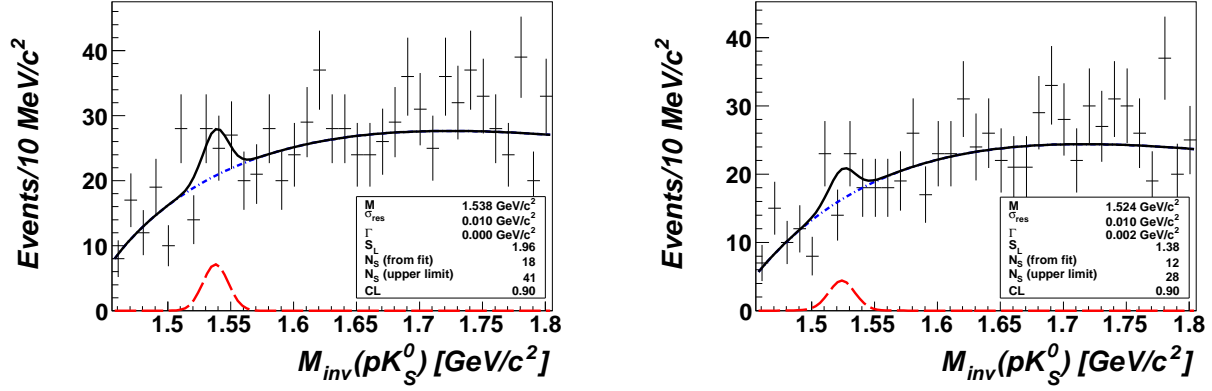 Events/10 MeV/c²
40
30
20
10
0
M 1.538 GeV/c²
σres 0.010 GeV/c²
Γ 0.000 GeV/c²
SL 1.96
NS (from fit) 18
NS (upper limit) 41
CL 0.90
1.5 1.55 1.6 1.65 1.7 1.75 1.8
Minv(pK⁰S) [GeV/c²]
Events/10 MeV/c²
40
30
20
10
0
M 1.524 GeV/c²
σres 0.010 GeV/c²
Γ 0.002 GeV/c²
SL 1.38
NS (from fit) 12
NS (upper limit) 28
CL 0.90
1.5 1.55 1.6 1.65 1.7 1.75 1.8
Minv(pK⁰S) [GeV/c²]